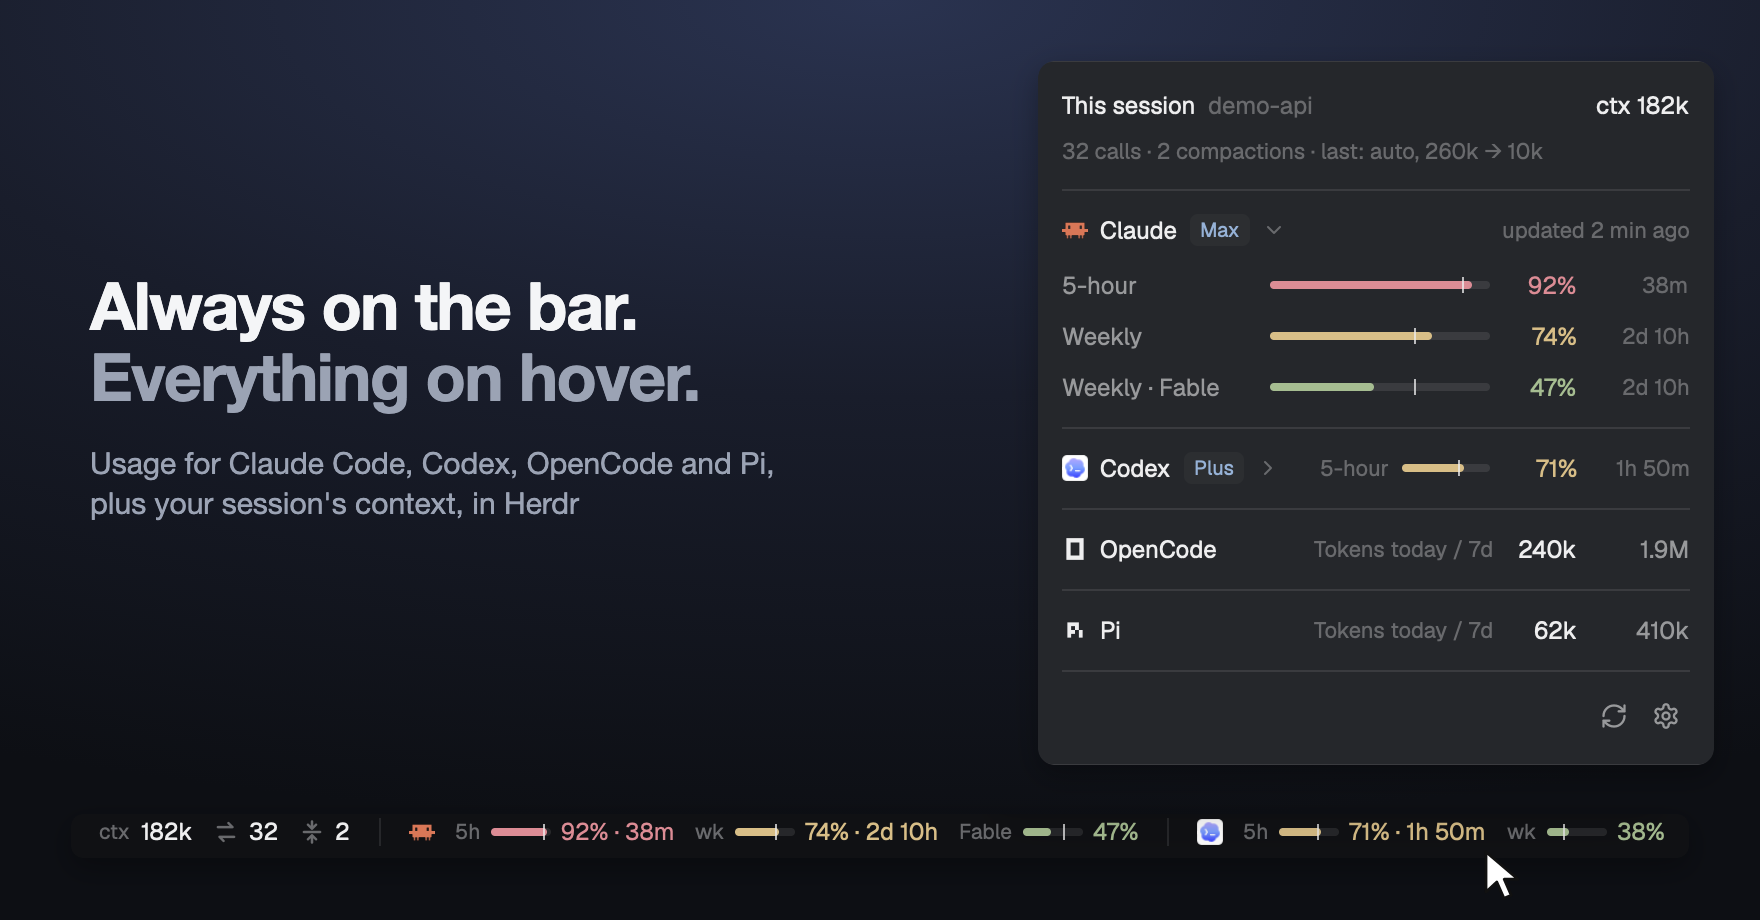 Always on the bar.
Everything on hover.
Usage for Claude Code, Codex, OpenCode and Pi,
plus your session's context, in Herdr
This session demo-api ctx 182k
32 calls · 2 compactions · last: auto, 260k → 10k
Claude Max updated 2 min ago
5-hour 92% 38m
Weekly 74% 2d 10h
Weekly · Fable 47% 2d 10h
Codex Plus 5-hour 71% 1h 50m
OpenCode Tokens today / 7d 240k 1.9M
Pi Tokens today / 7d 62k 410k
ctx 182k 32 2 5h 92% · 38m wk 74% · 2d 10h Fable 47% 5h 71% · 1h 50m wk 38%